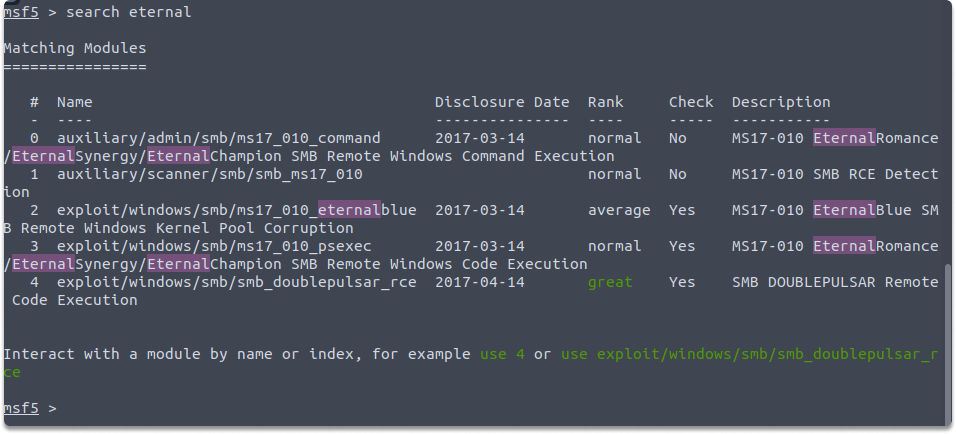 msf5 > search eternal
Matching Modules
================
#  Name                                      Disclosure Date  Rank     Check  Description
-  ----                                      ---------------  ----     -----  -----------
0  auxiliary/admin/smb/ms17_010_command      2017-03-14       normal   No     MS17-010 EternalRomance
/EternalSynergy/EternalChampion SMB Remote Windows Command Execution
1  auxiliary/scanner/smb/smb_ms17_010                         normal   No     MS17-010 SMB RCE Detect
ion
2  exploit/windows/smb/ms17_010_eternalblue  2017-03-14       average  Yes    MS17-010 EternalBlue SM
B Remote Windows Kernel Pool Corruption
3  exploit/windows/smb/ms17_010_psexec       2017-03-14       normal   Yes    MS17-010 EternalRomance
/EternalSynergy/EternalChampion SMB Remote Windows Code Execution
4  exploit/windows/smb/smb_doublepulsar_rce  2017-04-14       great    Yes    SMB DOUBLEPULSAR Remote
Code Execution
Interact with a module by name or index, for example use 4 or use exploit/windows/smb/smb_doublepulsar_r
ce
msf5 >